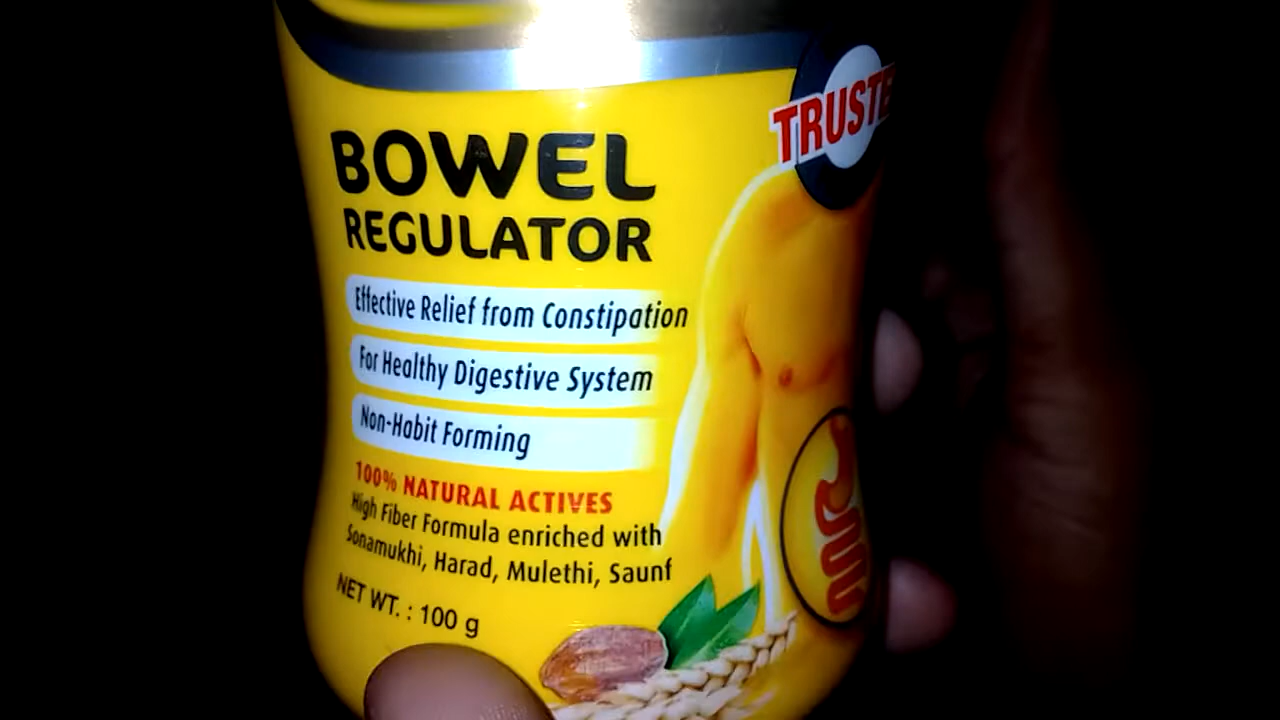 TRUSTE
BOWEL
REGULATOR
Effective Relief from Constipation
For Healthy Digestive System
Non-Habit Forming
100% NATURAL ACTIVES
High Fiber Formula enriched with
Sonamukhi, Harad, Mulethi, Saunf
NET WT. : 100 g